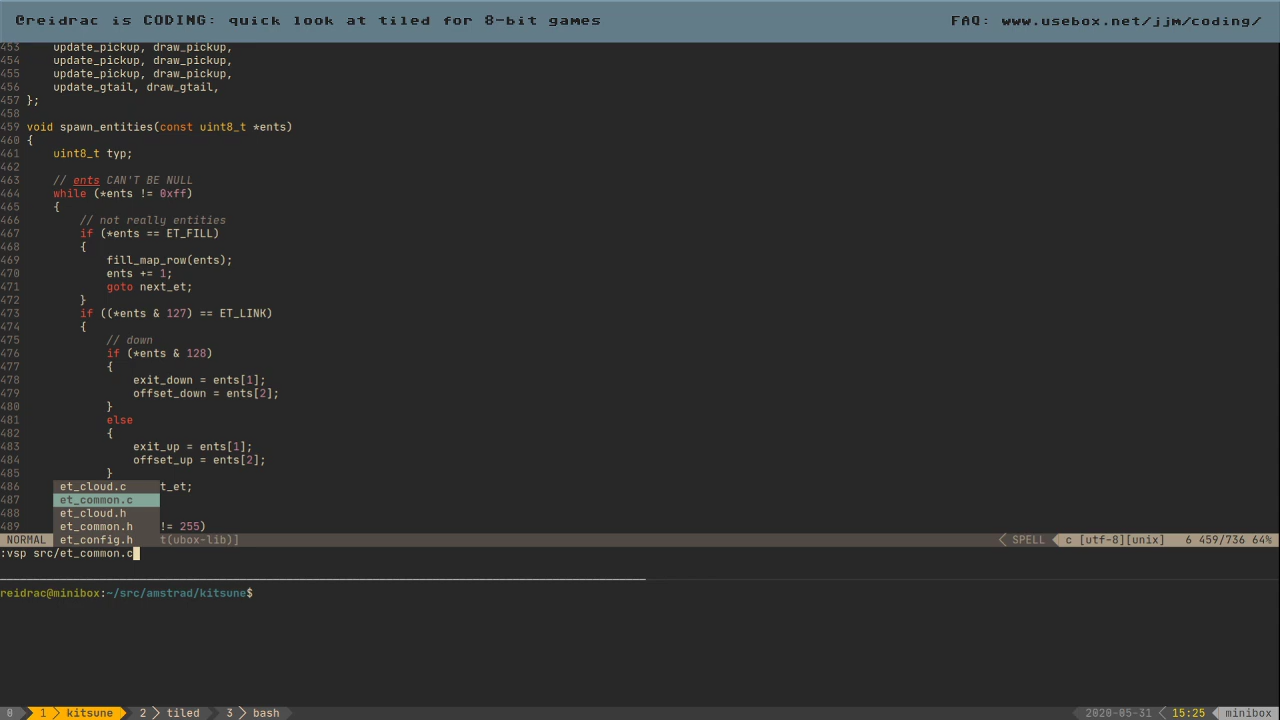 @reidrac is CODING: quick look at tiled for 8-bit games
FAQ: www.usebox.net/jjm/coding/
453 update_pickup, draw_pickup,
454 update_pickup, draw_pickup,
455 update_pickup, draw_pickup,
456 update_gtail, draw_gtail,
457 };
458
459 void spawn_entities(const uint8_t *ents)
460 {
461 uint8_t typ;
462
463 // ents CAN'T BE NULL
464 while (*ents != 0xff)
465 {
466 // not really entities
467 if (*ents == ET_FILL)
468 {
469 fill_map_row(ents);
470 ents += 1;
471 goto next_et;
472 }
473 if ((*ents & 127) == ET_LINK)
474 {
475 // down
476 if (*ents & 128)
477 {
478 exit_down = ents[1];
479 offset_down = ents[2];
480 }
481 else
482 {
483 exit_up = ents[1];
484 offset_up = ents[2];
485 }
486 et_cloud.c t_et;
487 et_common.c
488 et_cloud.h
489 et_common.h != 255)
NORMAL et_config.h t(ubox-lib)] SPELL c [utf-8][unix] 6 459/736 64%
:vsp src/et_common.c
reidrac@minibox:~/src/amstrad/kitsune$
0 1 kitsune 2 tiled 3 bash 2020-05-31 15:25 minibox